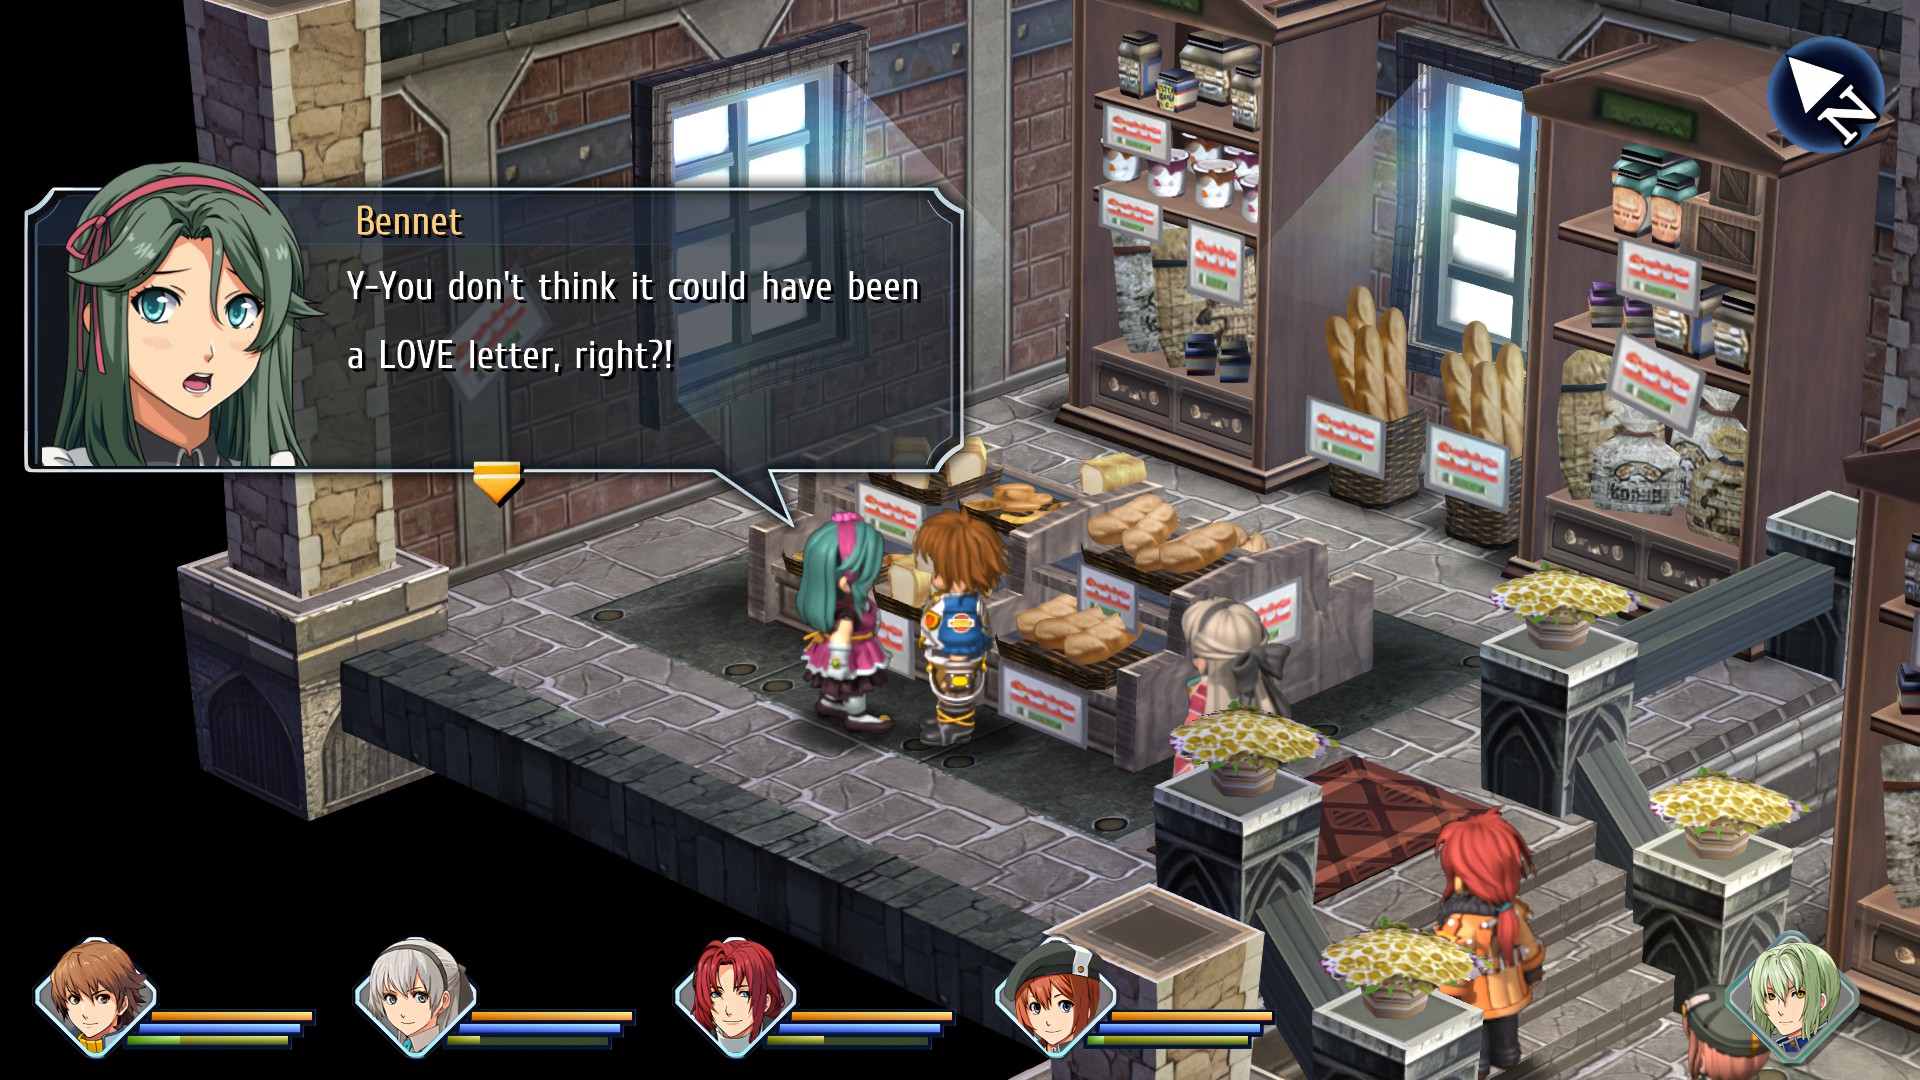 Bennet
Y-You don't think it could have been
a LOVE letter, right?!
N